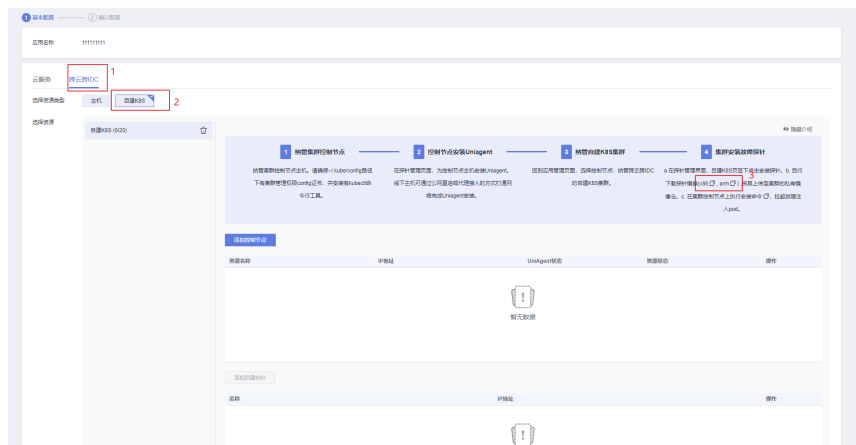 1 基本配置 2 确认配置
应用名称 111111111
云服务 跨云跨IDC 1
选择资源类型 主机 自建K8S 2
选择资源 自建K8S (0/20) 隐藏介绍
1 纳管集群控制节点 2 控制节点安装Uniagent 3 纳管自建K8S集群 4 集群安装故障探针
纳管集群控制节点主机。请确保~/.kube/config路径
下有集群管理权限config证书、并安装有kubectl命
令行工具。
在探针管理页面，为控制节点主机安装Uniagent。
线下主机可通过公网直连或代理接入的方式打通网
络完成Uniagent安装。
回到应用管理页面，选择控制节点，纳管跨云跨IDC
的自建K8S集群。
a.在探针管理界面，自建K8S页签下点击安装探针。b. 自行
3
下载探针镜像(x86 , arm )，将其上传至集群的私有镜
像仓。c. 在集群控制节点上执行安装命令 ，拉起故障注
入pod。
添加控制节点
资源名称 IP地址 UniAgent状态 资源状态 操作
暂无数据
添加自建K8S
名称 IP地址 操作